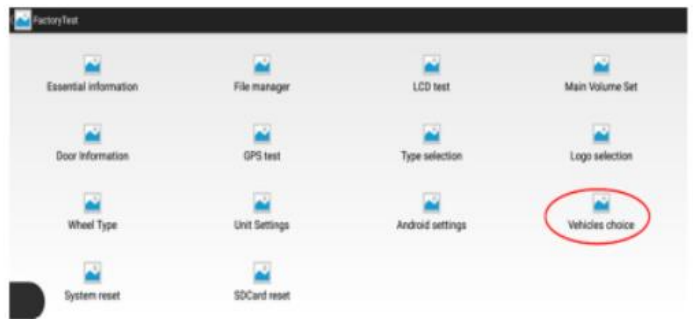 FactoryTest
Essential information
File manager
LCD test
Main Volume Set
Door Information
GPS test
Type selection
Logo selection
Wheel Type
Unit Settings
Android settings
Vehicles choice
System reset
SDCard reset